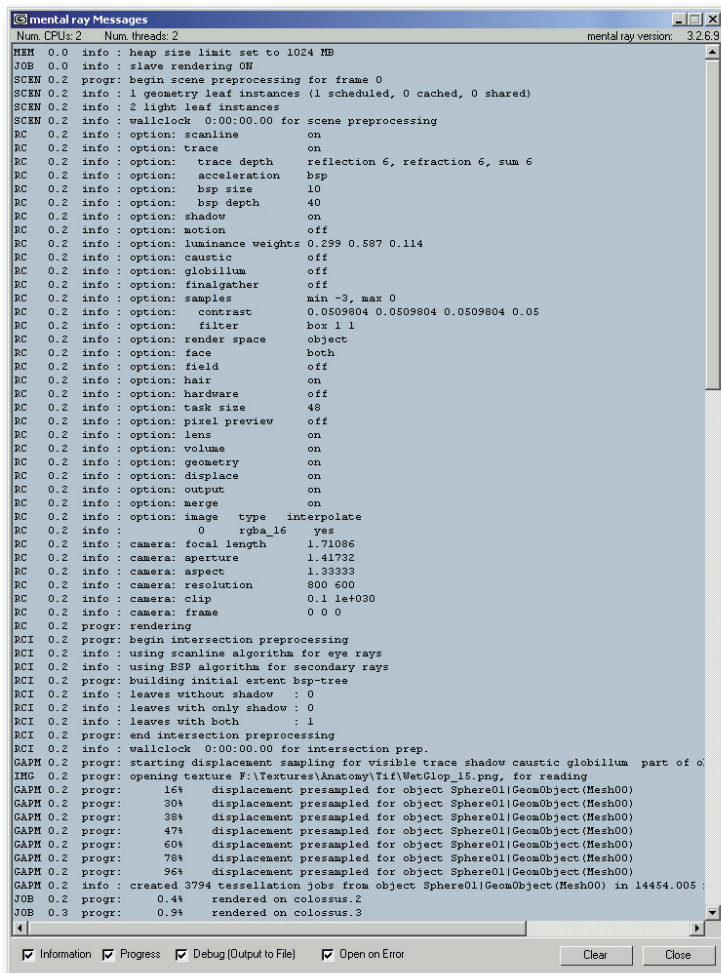 mental ray Messages
Num. CPUs: 2 Num. threads: 2 mental ray version: 3.2.6.9
MEM 0.0 info : heap size limit set to 1024 MB
JOB 0.0 info : slave rendering ON
SCEN 0.2 progr: begin scene preprocessing for frame 0
SCEN 0.2 info : 1 geometry leaf instances (1 scheduled, 0 cached, 0 shared)
SCEN 0.2 info : 2 light leaf instances
SCEN 0.2 info : wallclock 0:00:00.00 for scene preprocessing
RC 0.2 info : option: scanline on
RC 0.2 info : option: trace on
RC 0.2 info : option: trace depth reflection 6, refraction 6, sum 6
RC 0.2 info : option: acceleration bsp
RC 0.2 info : option: bsp size 10
RC 0.2 info : option: bsp depth 40
RC 0.2 info : option: shadow on
RC 0.2 info : option: motion off
RC 0.2 info : option: luminance weights 0.299 0.587 0.114
RC 0.2 info : option: caustic off
RC 0.2 info : option: globillum off
RC 0.2 info : option: finalgather off
RC 0.2 info : option: samples min -3, max 0
RC 0.2 info : option: contrast 0.0509804 0.0509804 0.0509804 0.05
RC 0.2 info : option: filter box 1 1
RC 0.2 info : option: render space object
RC 0.2 info : option: face both
RC 0.2 info : option: field off
RC 0.2 info : option: hair on
RC 0.2 info : option: hardware off
RC 0.2 info : option: task size 48
RC 0.2 info : option: pixel preview off
RC 0.2 info : option: lens on
RC 0.2 info : option: volume on
RC 0.2 info : option: geometry on
RC 0.2 info : option: displace on
RC 0.2 info : option: output on
RC 0.2 info : option: merge on
RC 0.2 info : option: image type interpolate
RC 0.2 info : 0 rgba_16 yes
RC 0.2 info : camera: focal length 1.71086
RC 0.2 info : camera: aperture 1.41732
RC 0.2 info : camera: aspect 1.33333
RC 0.2 info : camera: resolution 800 600
RC 0.2 info : camera: clip 0.1 1e+030
RC 0.2 info : camera: frame 0 0 0
RC 0.2 progr: rendering
RCI 0.2 progr: begin intersection preprocessing
RCI 0.2 info : using scanline algorithm for eye rays
RCI 0.2 info : using BSP algorithm for secondary rays
RCI 0.2 progr: building initial extent bsp-tree
RCI 0.2 info : leaves without shadow : 0
RCI 0.2 info : leaves with only shadow : 0
RCI 0.2 info : leaves with both : 1
RCI 0.2 progr: end intersection preprocessing
RCI 0.2 info : wallclock 0:00:00.00 for intersection prep.
GAPM 0.2 progr: starting displacement sampling for visible trace shadow caustic globillum part of
IMG 0.2 progr: opening texture F:\Textures\Anatomy\Tif\WetGlop_15.png, for reading
GAPM 0.2 progr: 16% displacement presampled for object Sphere01|GeomObject(Mesh00)
GAPM 0.2 progr: 30% displacement presampled for object Sphere01|GeomObject(Mesh00)
GAPM 0.2 progr: 38% displacement presampled for object Sphere01|GeomObject(Mesh00)
GAPM 0.2 progr: 47% displacement presampled for object Sphere01|GeomObject(Mesh00)
GAPM 0.2 progr: 60% displacement presampled for object Sphere01|GeomObject(Mesh00)
GAPM 0.2 progr: 78% displacement presampled for object Sphere01|GeomObject(Mesh00)
GAPM 0.2 progr: 96% displacement presampled for object Sphere01|GeomObject(Mesh00)
GAPM 0.2 info : created 3794 tessellation jobs from object Sphere01|GeomObject(Mesh00) in 14454.005
JOB 0.2 progr: 0.4% rendered on colossus.2
JOB 0.3 progr: 0.9% rendered on colossus.3
Information Progress Debug (Output to File) Open on Error Clear Close